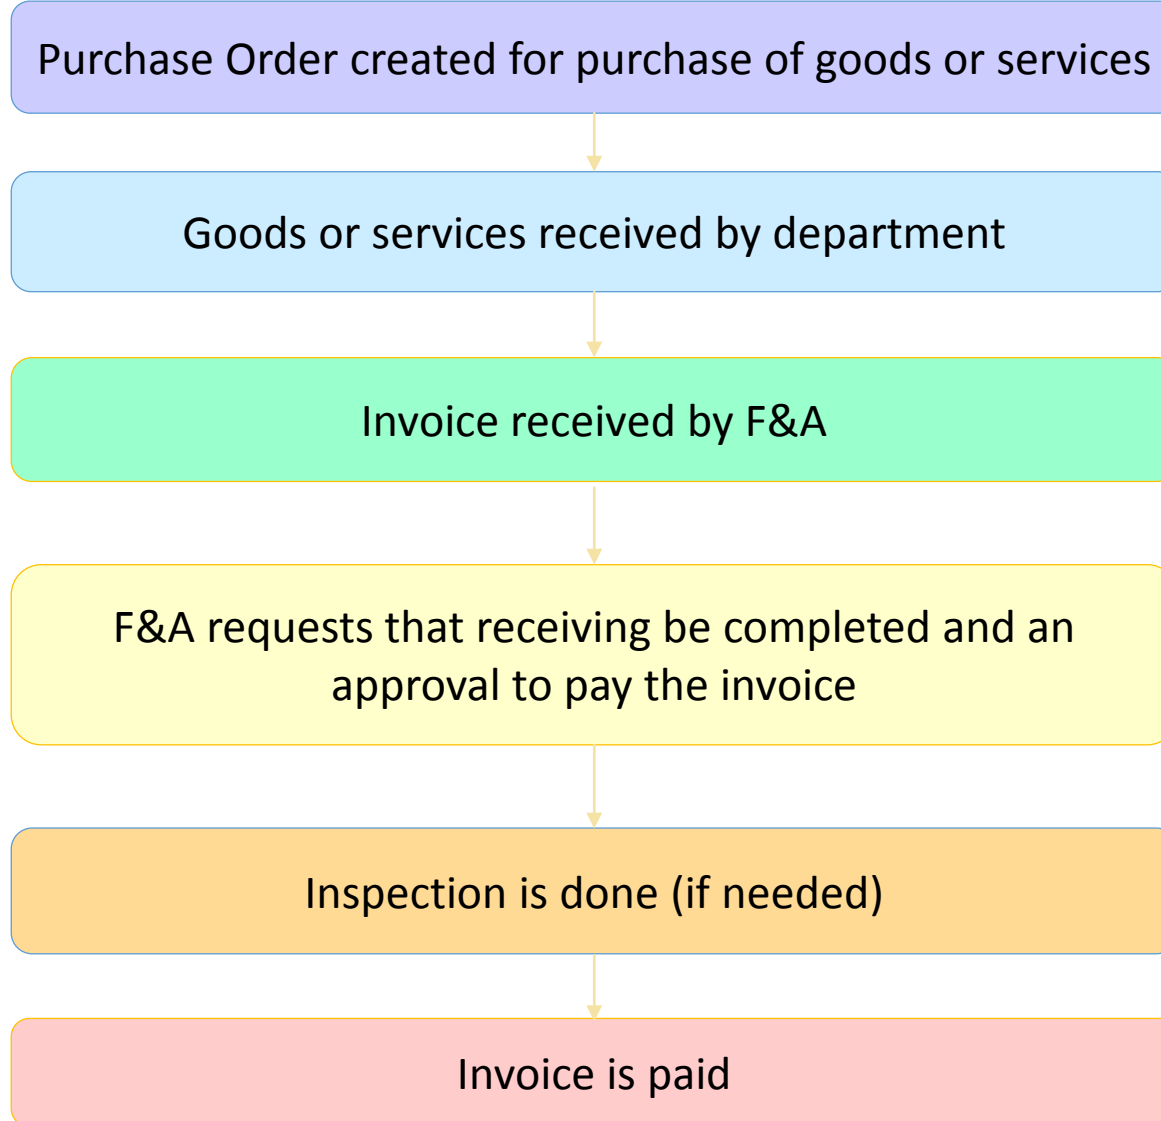 Purchase Order created for purchase of goods or services
Goods or services received by department
Invoice received by F&A
F&A requests that receiving be completed and an
approval to pay the invoice
Inspection is done (if needed)
Invoice is paid